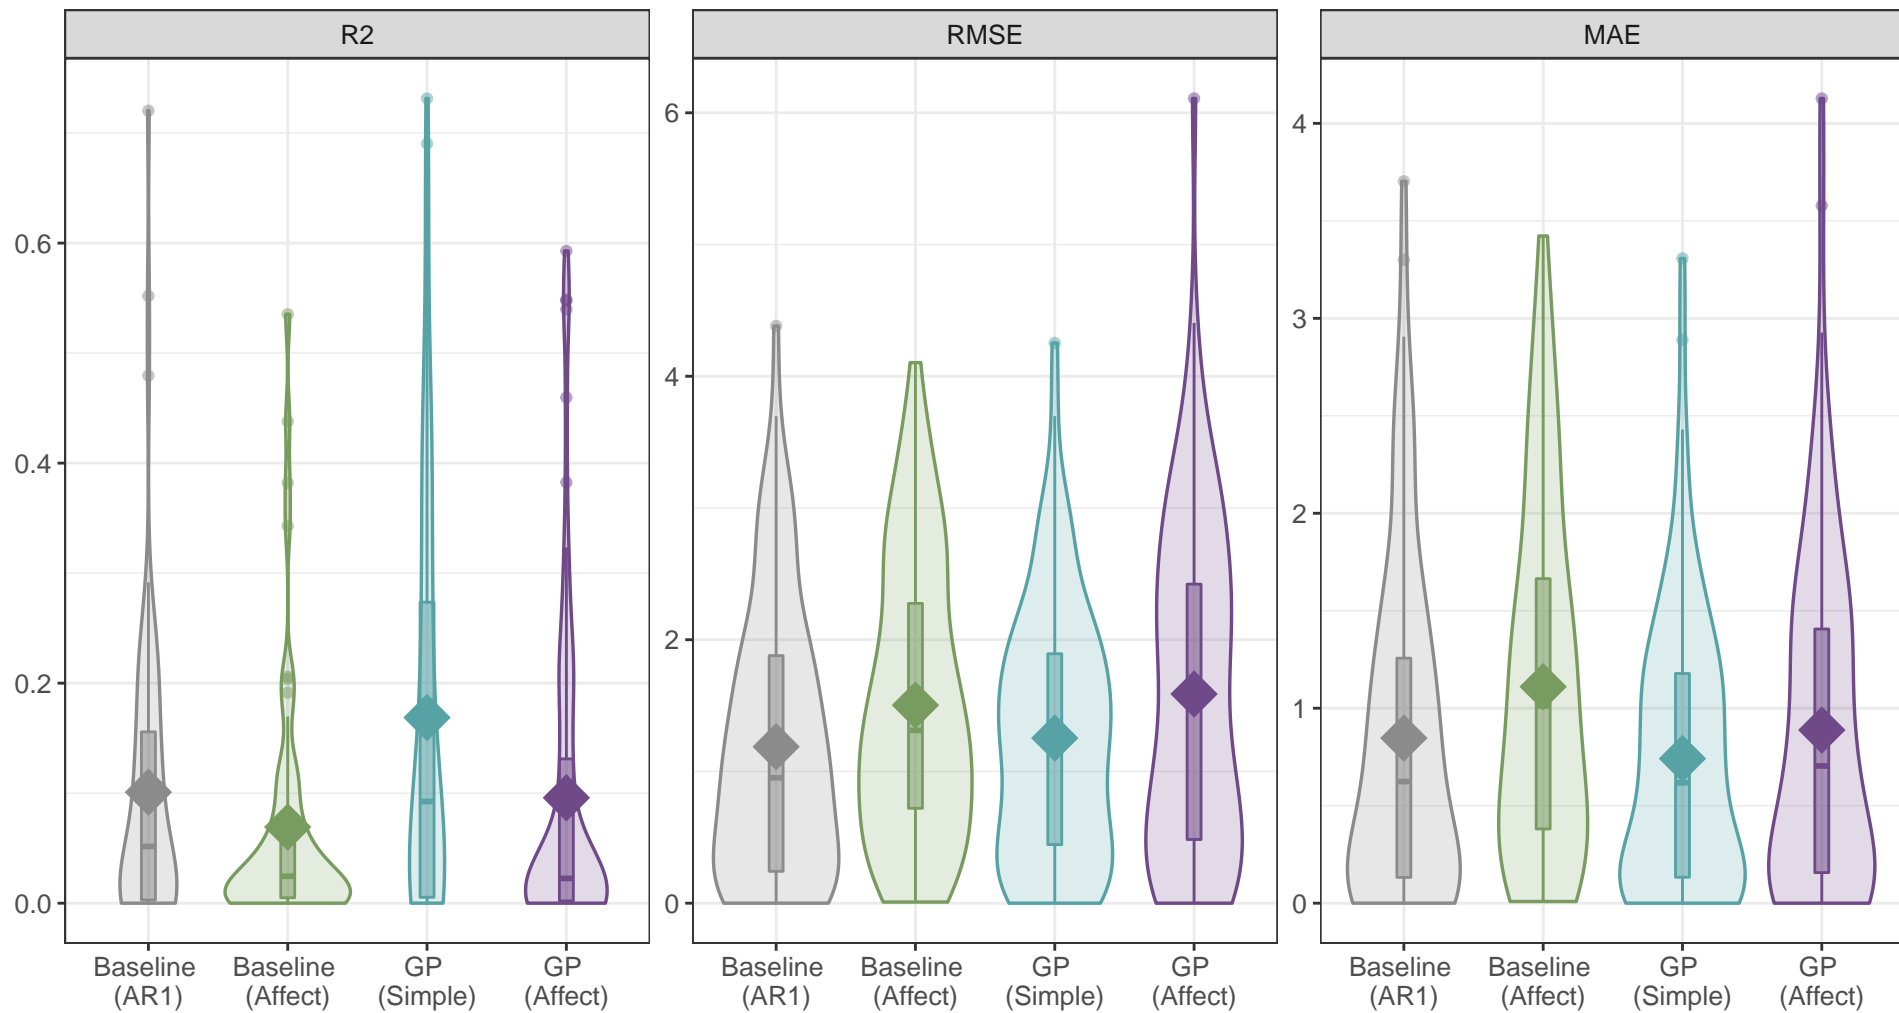 R2
RMSE
MAE
0.6
0.4
0.2
0.0
6
4
2
0
4
3
2
1
0
Baseline
(AR1)
Baseline
(Affect)
GP
(Simple)
GP
(Affect)
Baseline
(AR1)
Baseline
(Affect)
GP
(Simple)
GP
(Affect)
Baseline
(AR1)
Baseline
(Affect)
GP
(Simple)
GP
(Affect)